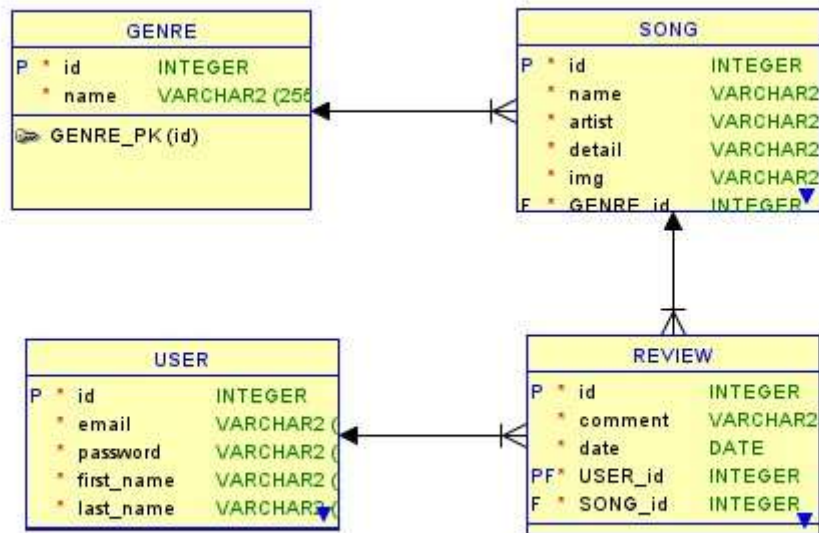 GENRE
P * id INTEGER
* name VARCHAR2 (255
GENRE_PK (id)
SONG
P * id INTEGER
* name VARCHAR2
* artist VARCHAR2
* detail VARCHAR2
* img VARCHAR2
F * GENRE_id INTEGER
USER
P * id INTEGER
* email VARCHAR2 (
* password VARCHAR2 (
* first_name VARCHAR2 (
* last_name VARCHAR2 (
REVIEW
P * id INTEGER
* comment VARCHAR2
* date DATE
PF* USER_id INTEGER
F * SONG_id INTEGER